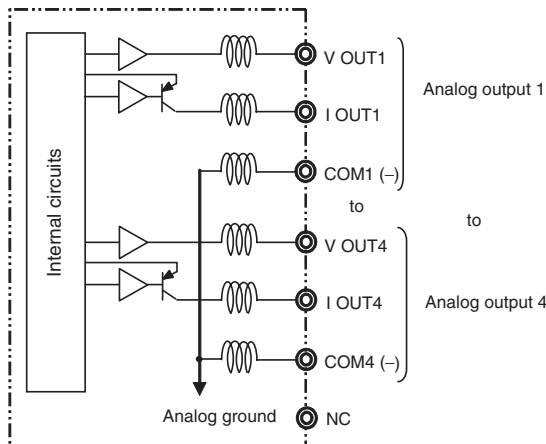 Internal circuits
V OUT1
I OUT1
COM1 (–)
Analog output 1
to
to
V OUT4
I OUT4
COM4 (–)
Analog output 4
Analog ground
NC